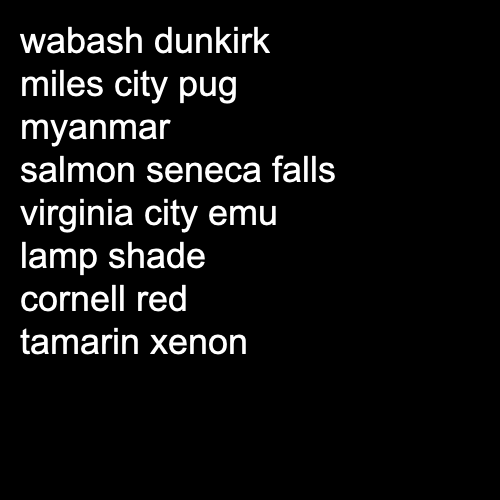 wabash dunkirk
miles city pug
myanmar
salmon seneca falls
virginia city emu
lamp shade
cornell red
tamarin xenon